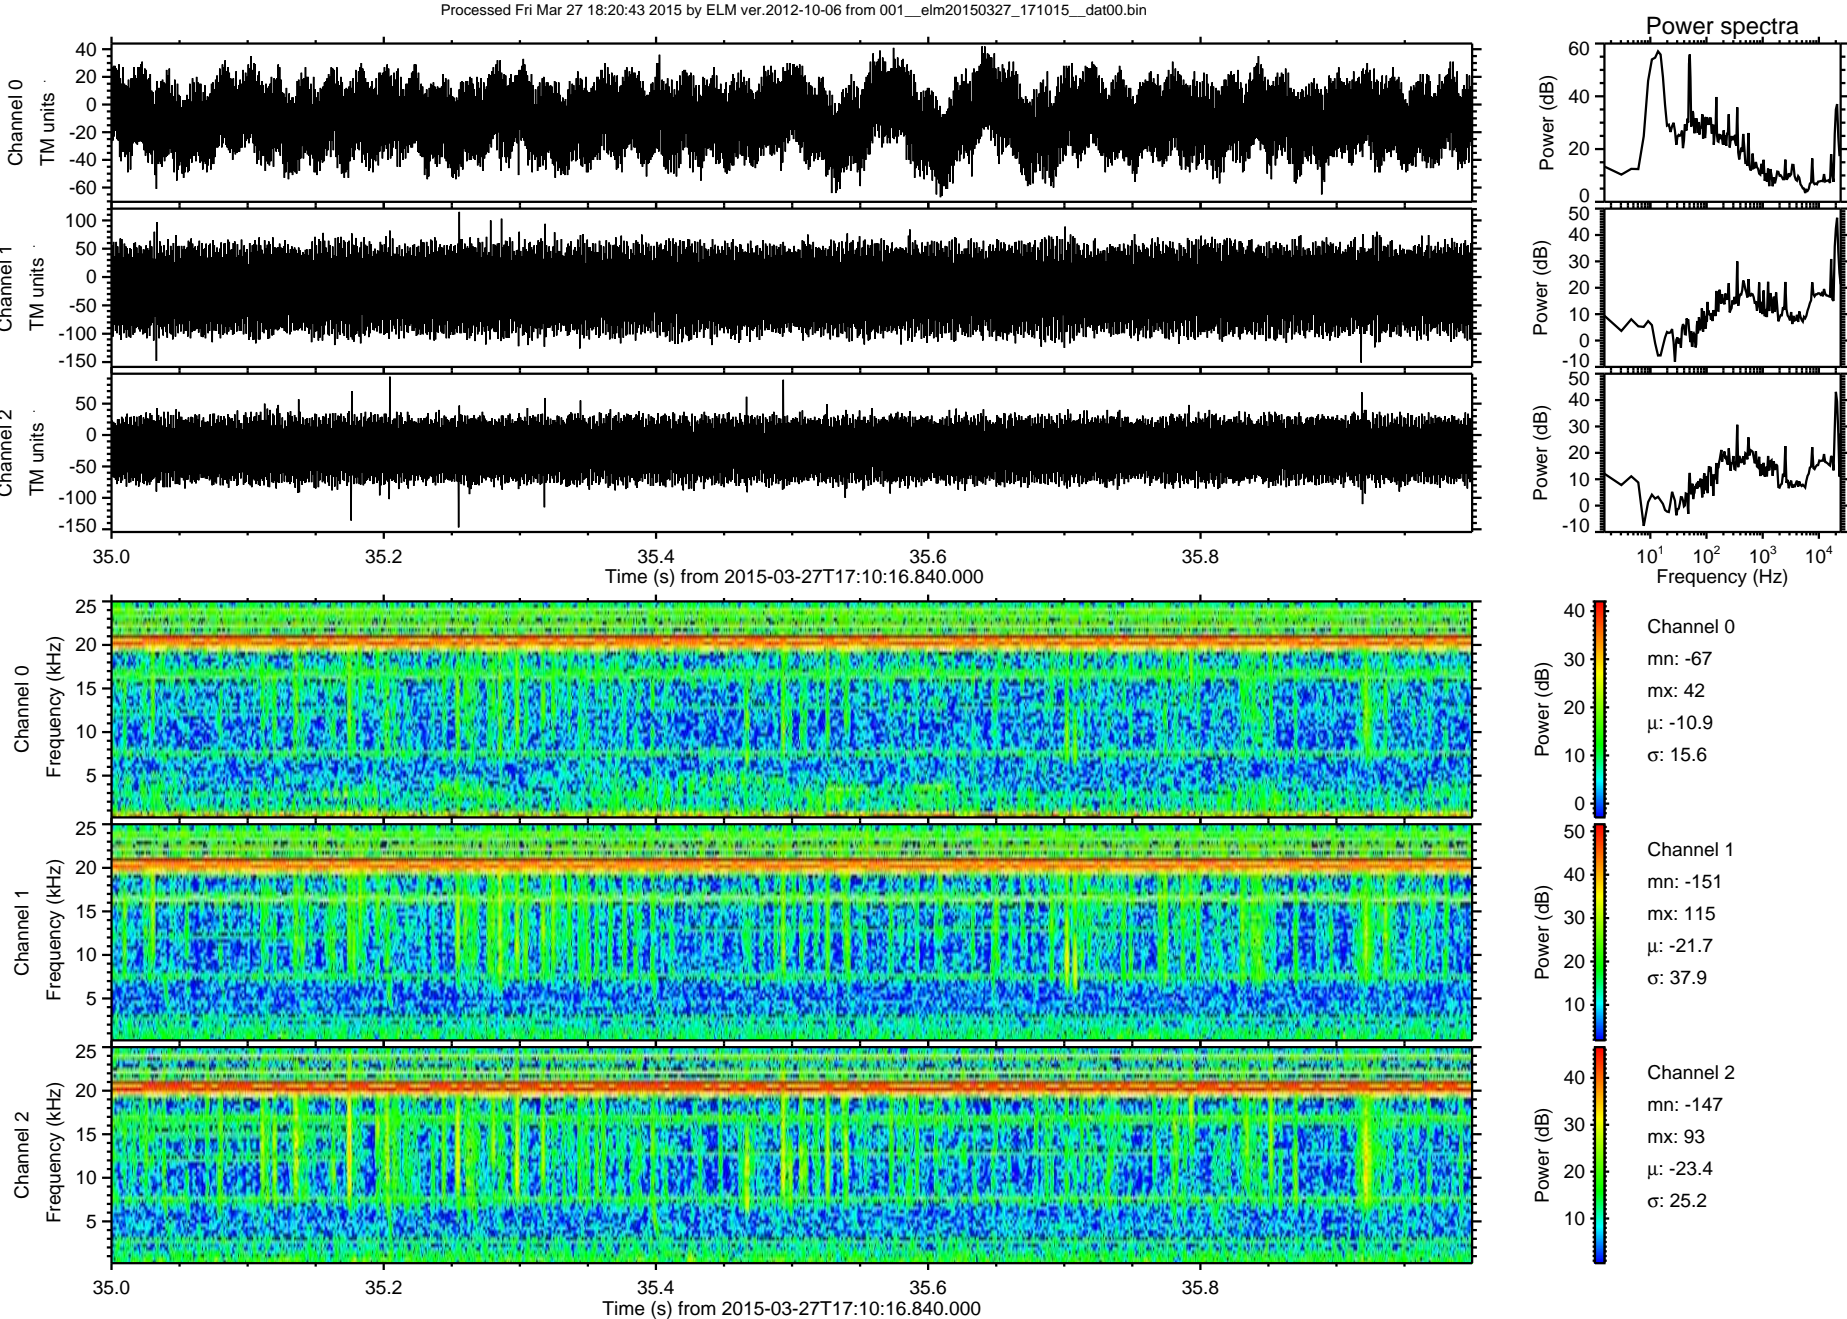 Processed Fri Mar 27 18:20:43 2015 by ELM ver.2012-10-06 from 001__elm20150327_171015__dat00.bin
Power spectra
Channel 0
TM units
40
20
0
-20
-40
-60
Power (dB)
60
40
20
0
Channel 1
TM units
100
50
0
-50
-100
-150
Power (dB)
50
40
30
20
10
0
-10
Channel 2
TM units
50
0
-50
-100
-150
Power (dB)
50
40
30
20
10
0
-10
35.0 35.2 35.4 35.6 35.8
Time (s) from 2015-03-27T17:10:16.840.000
10^1 10^2 10^3 10^4
Frequency (Hz)
Channel 0
Frequency (kHz)
25
20
15
10
5
Power (dB)
40
30
20
10
0
Channel 0
mn: -67
mx: 42
μ: -10.9
σ: 15.6
Channel 1
Frequency (kHz)
25
20
15
10
5
Power (dB)
50
40
30
20
10
Channel 1
mn: -151
mx: 115
μ: -21.7
σ: 37.9
Channel 2
Frequency (kHz)
25
20
15
10
5
Power (dB)
40
30
20
10
Channel 2
mn: -147
mx: 93
μ: -23.4
σ: 25.2
35.0 35.2 35.4 35.6 35.8
Time (s) from 2015-03-27T17:10:16.840.000